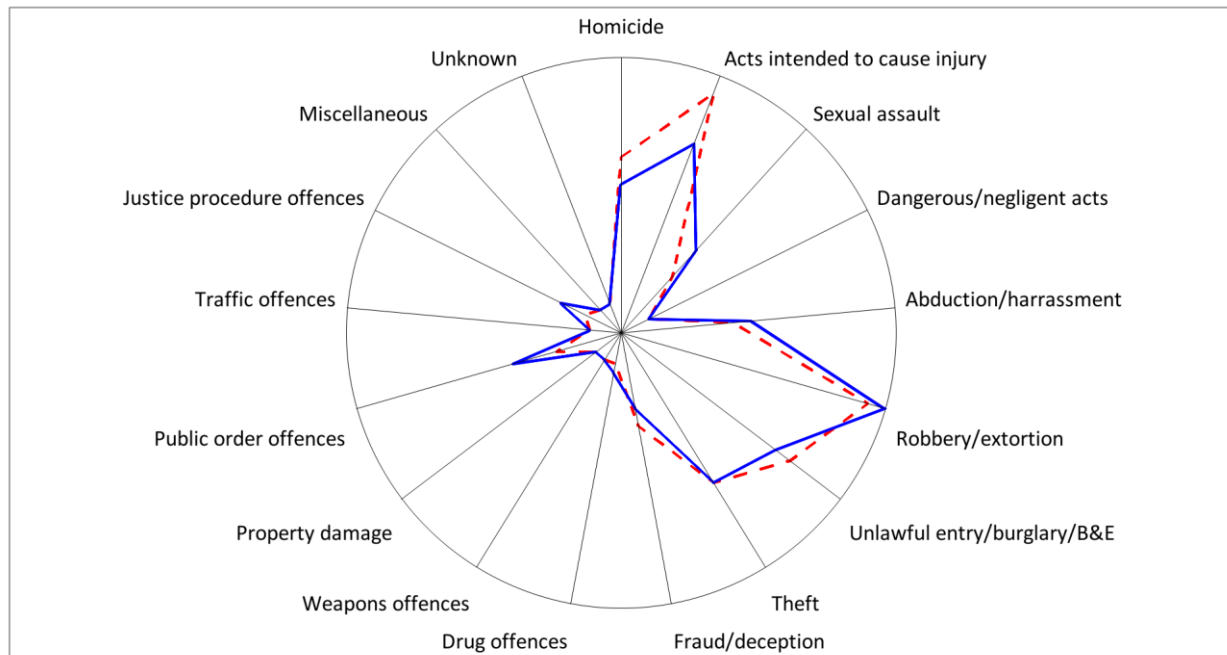 Homicide
Acts intended to cause injury
Sexual assault
Dangerous/negligent acts
Abduction/harrassment
Robbery/extortion
Unlawful entry/burglary/B&E
Theft
Fraud/deception
Drug offences
Weapons offences
Property damage
Public order offences
Traffic offences
Justice procedure offences
Miscellaneous
Unknown